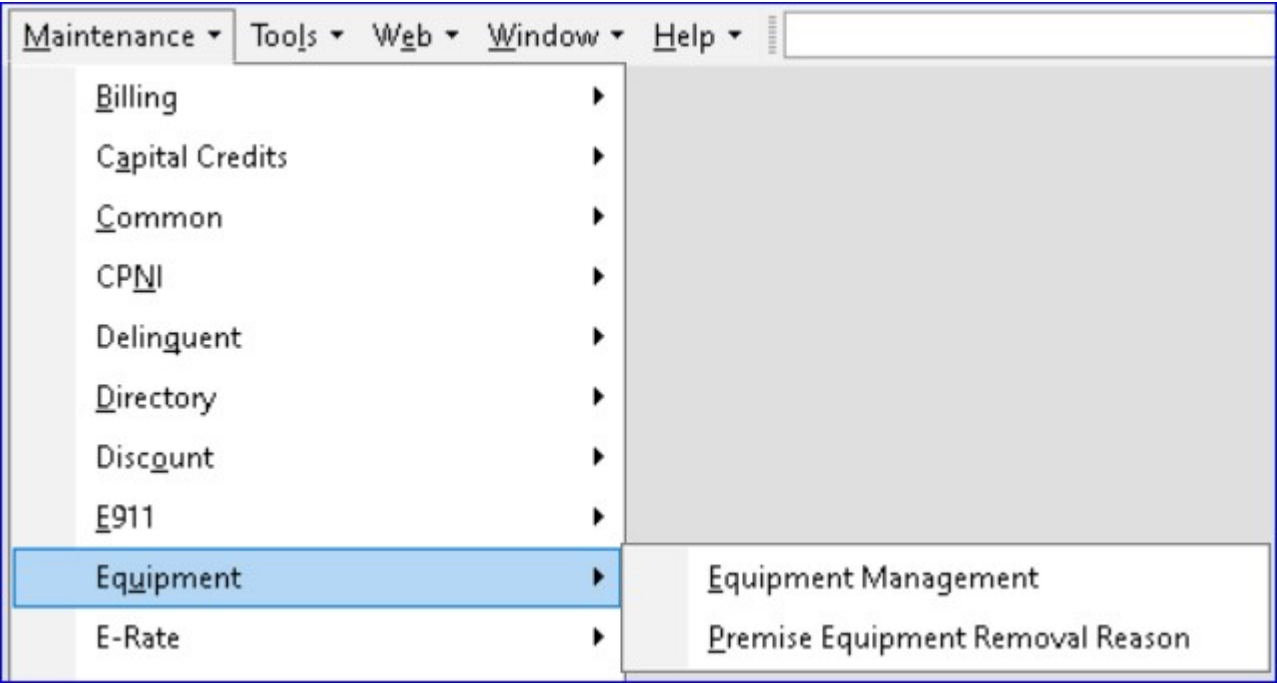 Maintenance Tools Web Window Help
Billing
Capital Credits
Common
CPNI
Delinquent
Directory
Discount
E911
Equipment
Equipment Management
E-Rate
Premise Equipment Removal Reason